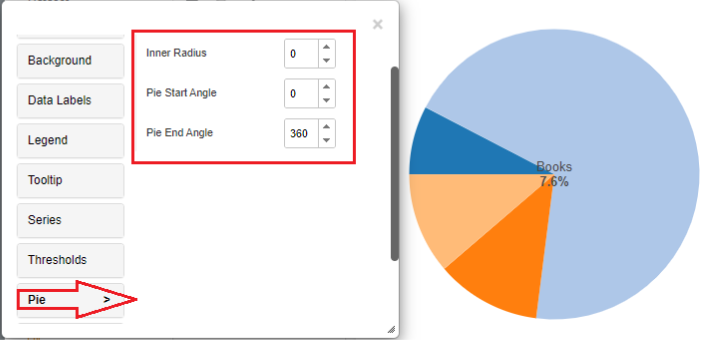 Background
Data Labels
Legend
Tooltip
Series
Thresholds
Pie >
Inner Radius 0
Pie Start Angle 0
Pie End Angle 360
Books
7.6%